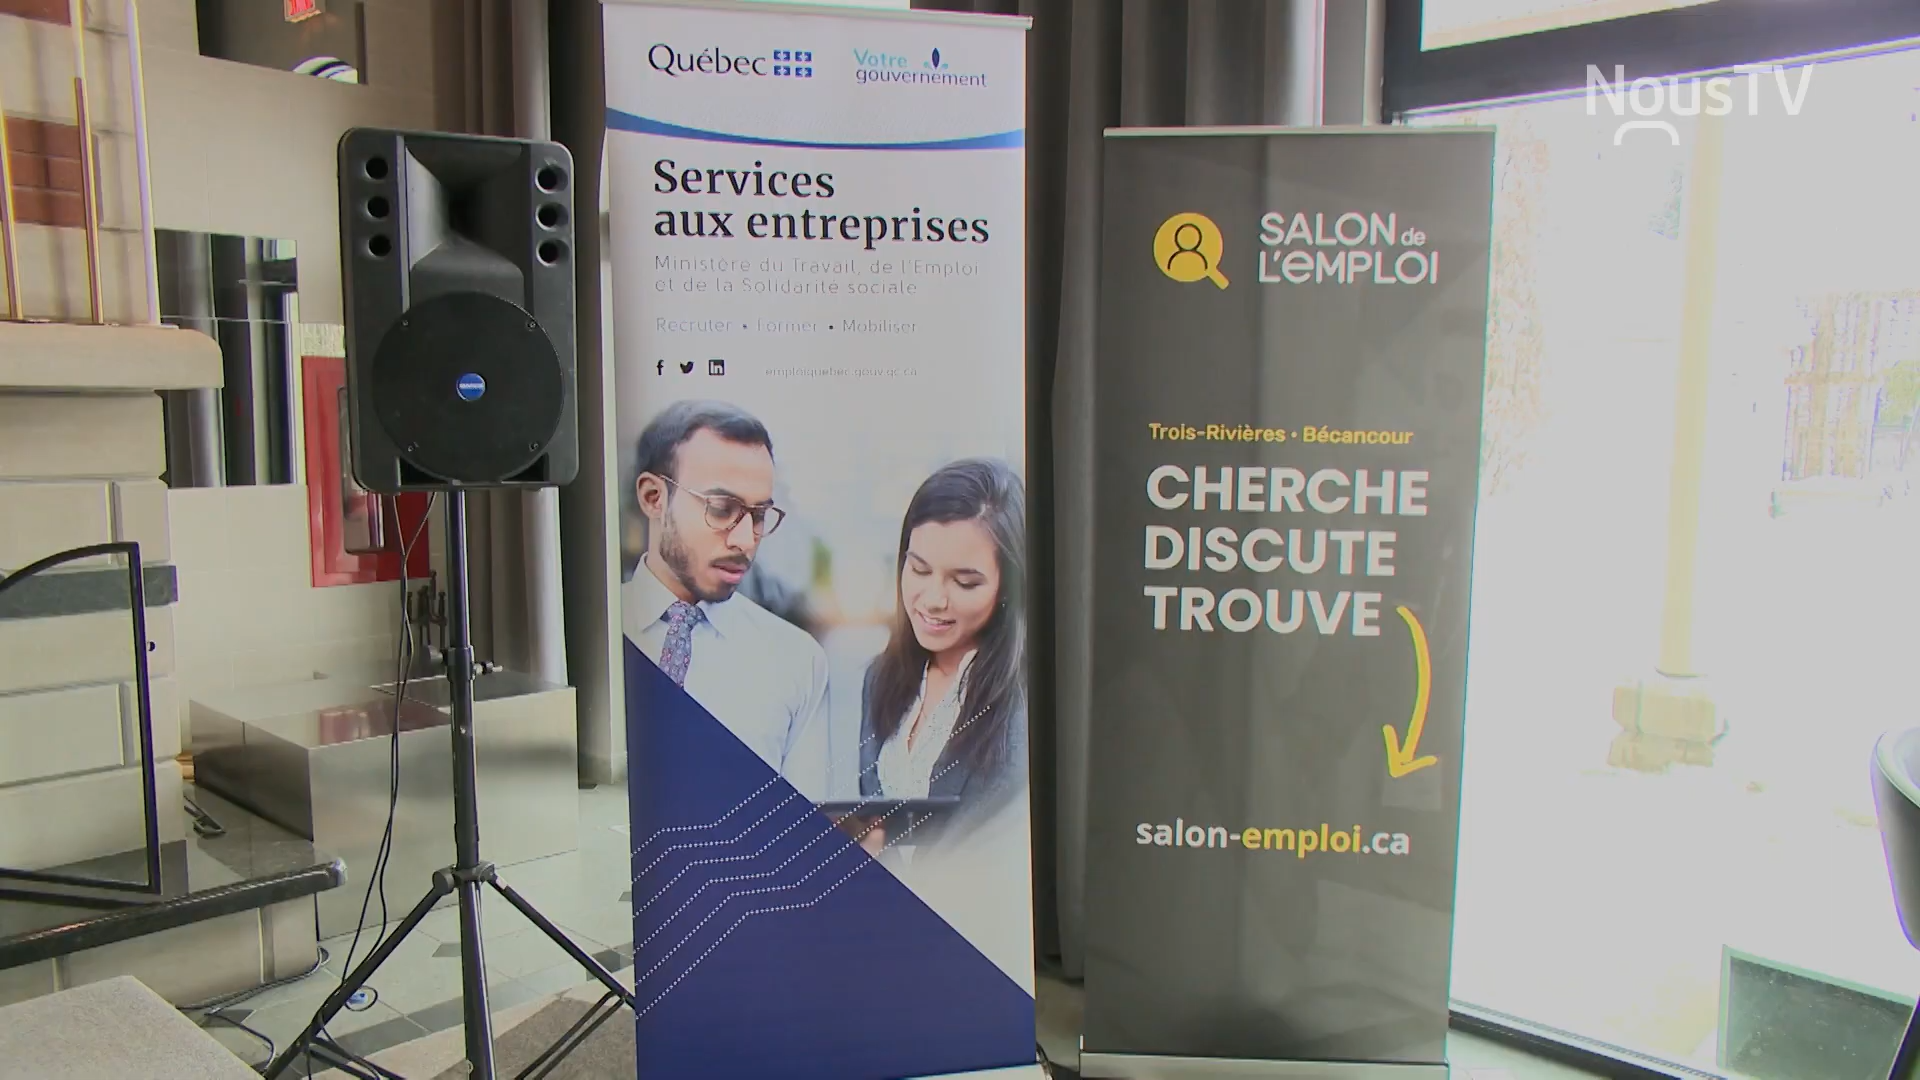 NousTV
Québec
Votre
gouvernement
Services
aux entreprises
Ministère du Travail, de l'Emploi
et de la Solidarité sociale
Recruter • Former • Mobiliser
emploiquebec.gouv.qc.ca
SALON de
L'EMPLOI
Trois-Rivières • Bécancour
CHERCHE
DISCUTE
TROUVE
salon-emploi.ca